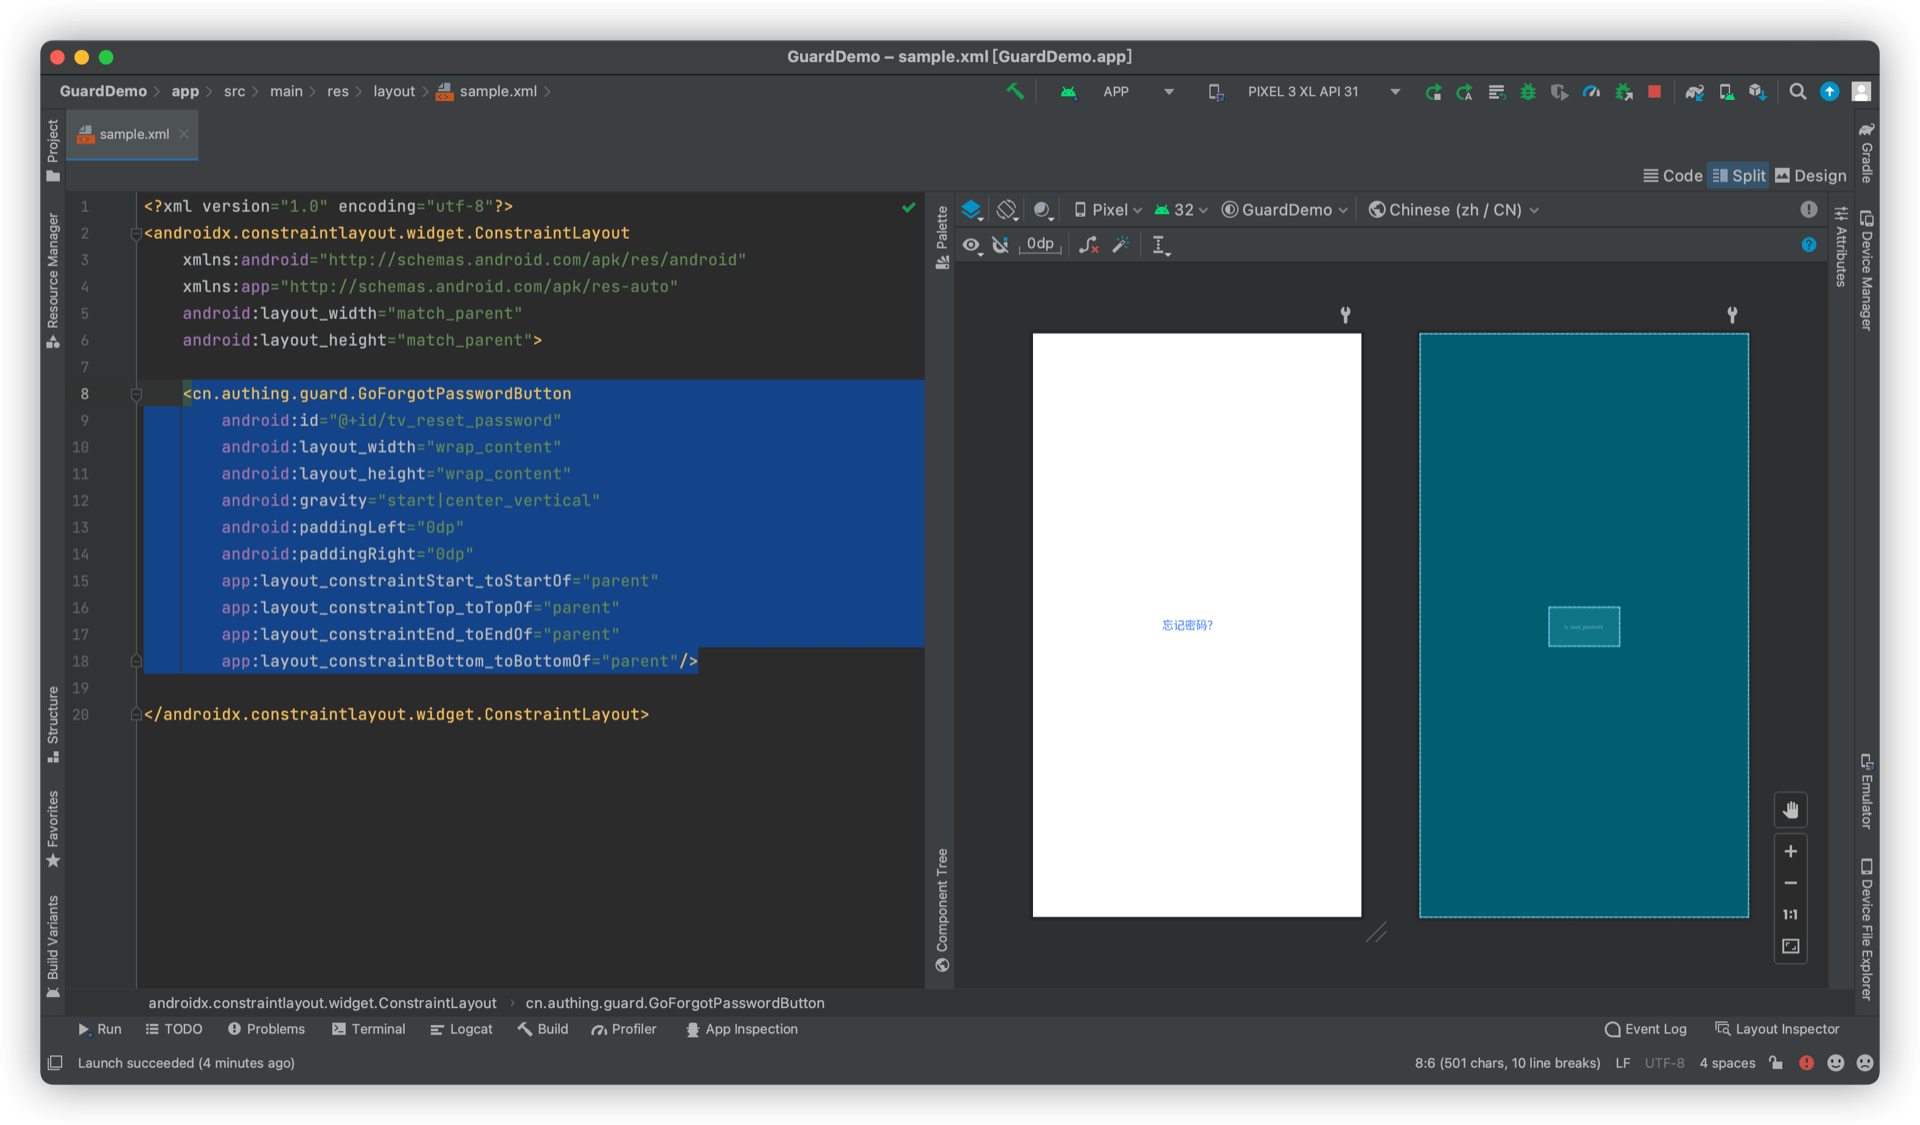 GuardDemo – sample.xml [GuardDemo.app]
GuardDemo app src main res layout sample.xml
APP PIXEL 3 XL API 31
Project
sample.xml
Gradle
Code Split Design
Resource Manager
Palette
Pixel 32 GuardDemo Chinese (zh / CN)
0dp
Attributes
Device Manager
1 <?xml version="1.0" encoding="utf-8"?>
2 <androidx.constraintlayout.widget.ConstraintLayout
3 xmlns:android="http://schemas.android.com/apk/res/android"
4 xmlns:app="http://schemas.android.com/apk/res-auto"
5 android:layout_width="match_parent"
6 android:layout_height="match_parent">
7
8 <cn.authing.guard.GoForgotPasswordButton
9 android:id="@+id/tv_reset_password"
10 android:layout_width="wrap_content"
11 android:layout_height="wrap_content"
12 android:gravity="start|center_vertical"
13 android:paddingLeft="0dp"
14 android:paddingRight="0dp"
15 app:layout_constraintStart_toStartOf="parent"
16 app:layout_constraintTop_toTopOf="parent"
17 app:layout_constraintEnd_toEndOf="parent"
18 app:layout_constraintBottom_toBottomOf="parent"/>
19
20 </androidx.constraintlayout.widget.ConstraintLayout>
忘记密码?
Structure
Favorites
Build Variants
Component Tree
1:1
Emulator
Device File Explorer
androidx.constraintlayout.widget.ConstraintLayout cn.authing.guard.GoForgotPasswordButton
Run TODO Problems Terminal Logcat Build Profiler App Inspection Event Log Layout Inspector
Launch succeeded (4 minutes ago) 8:6 (501 chars, 10 line breaks) LF UTF-8 4 spaces